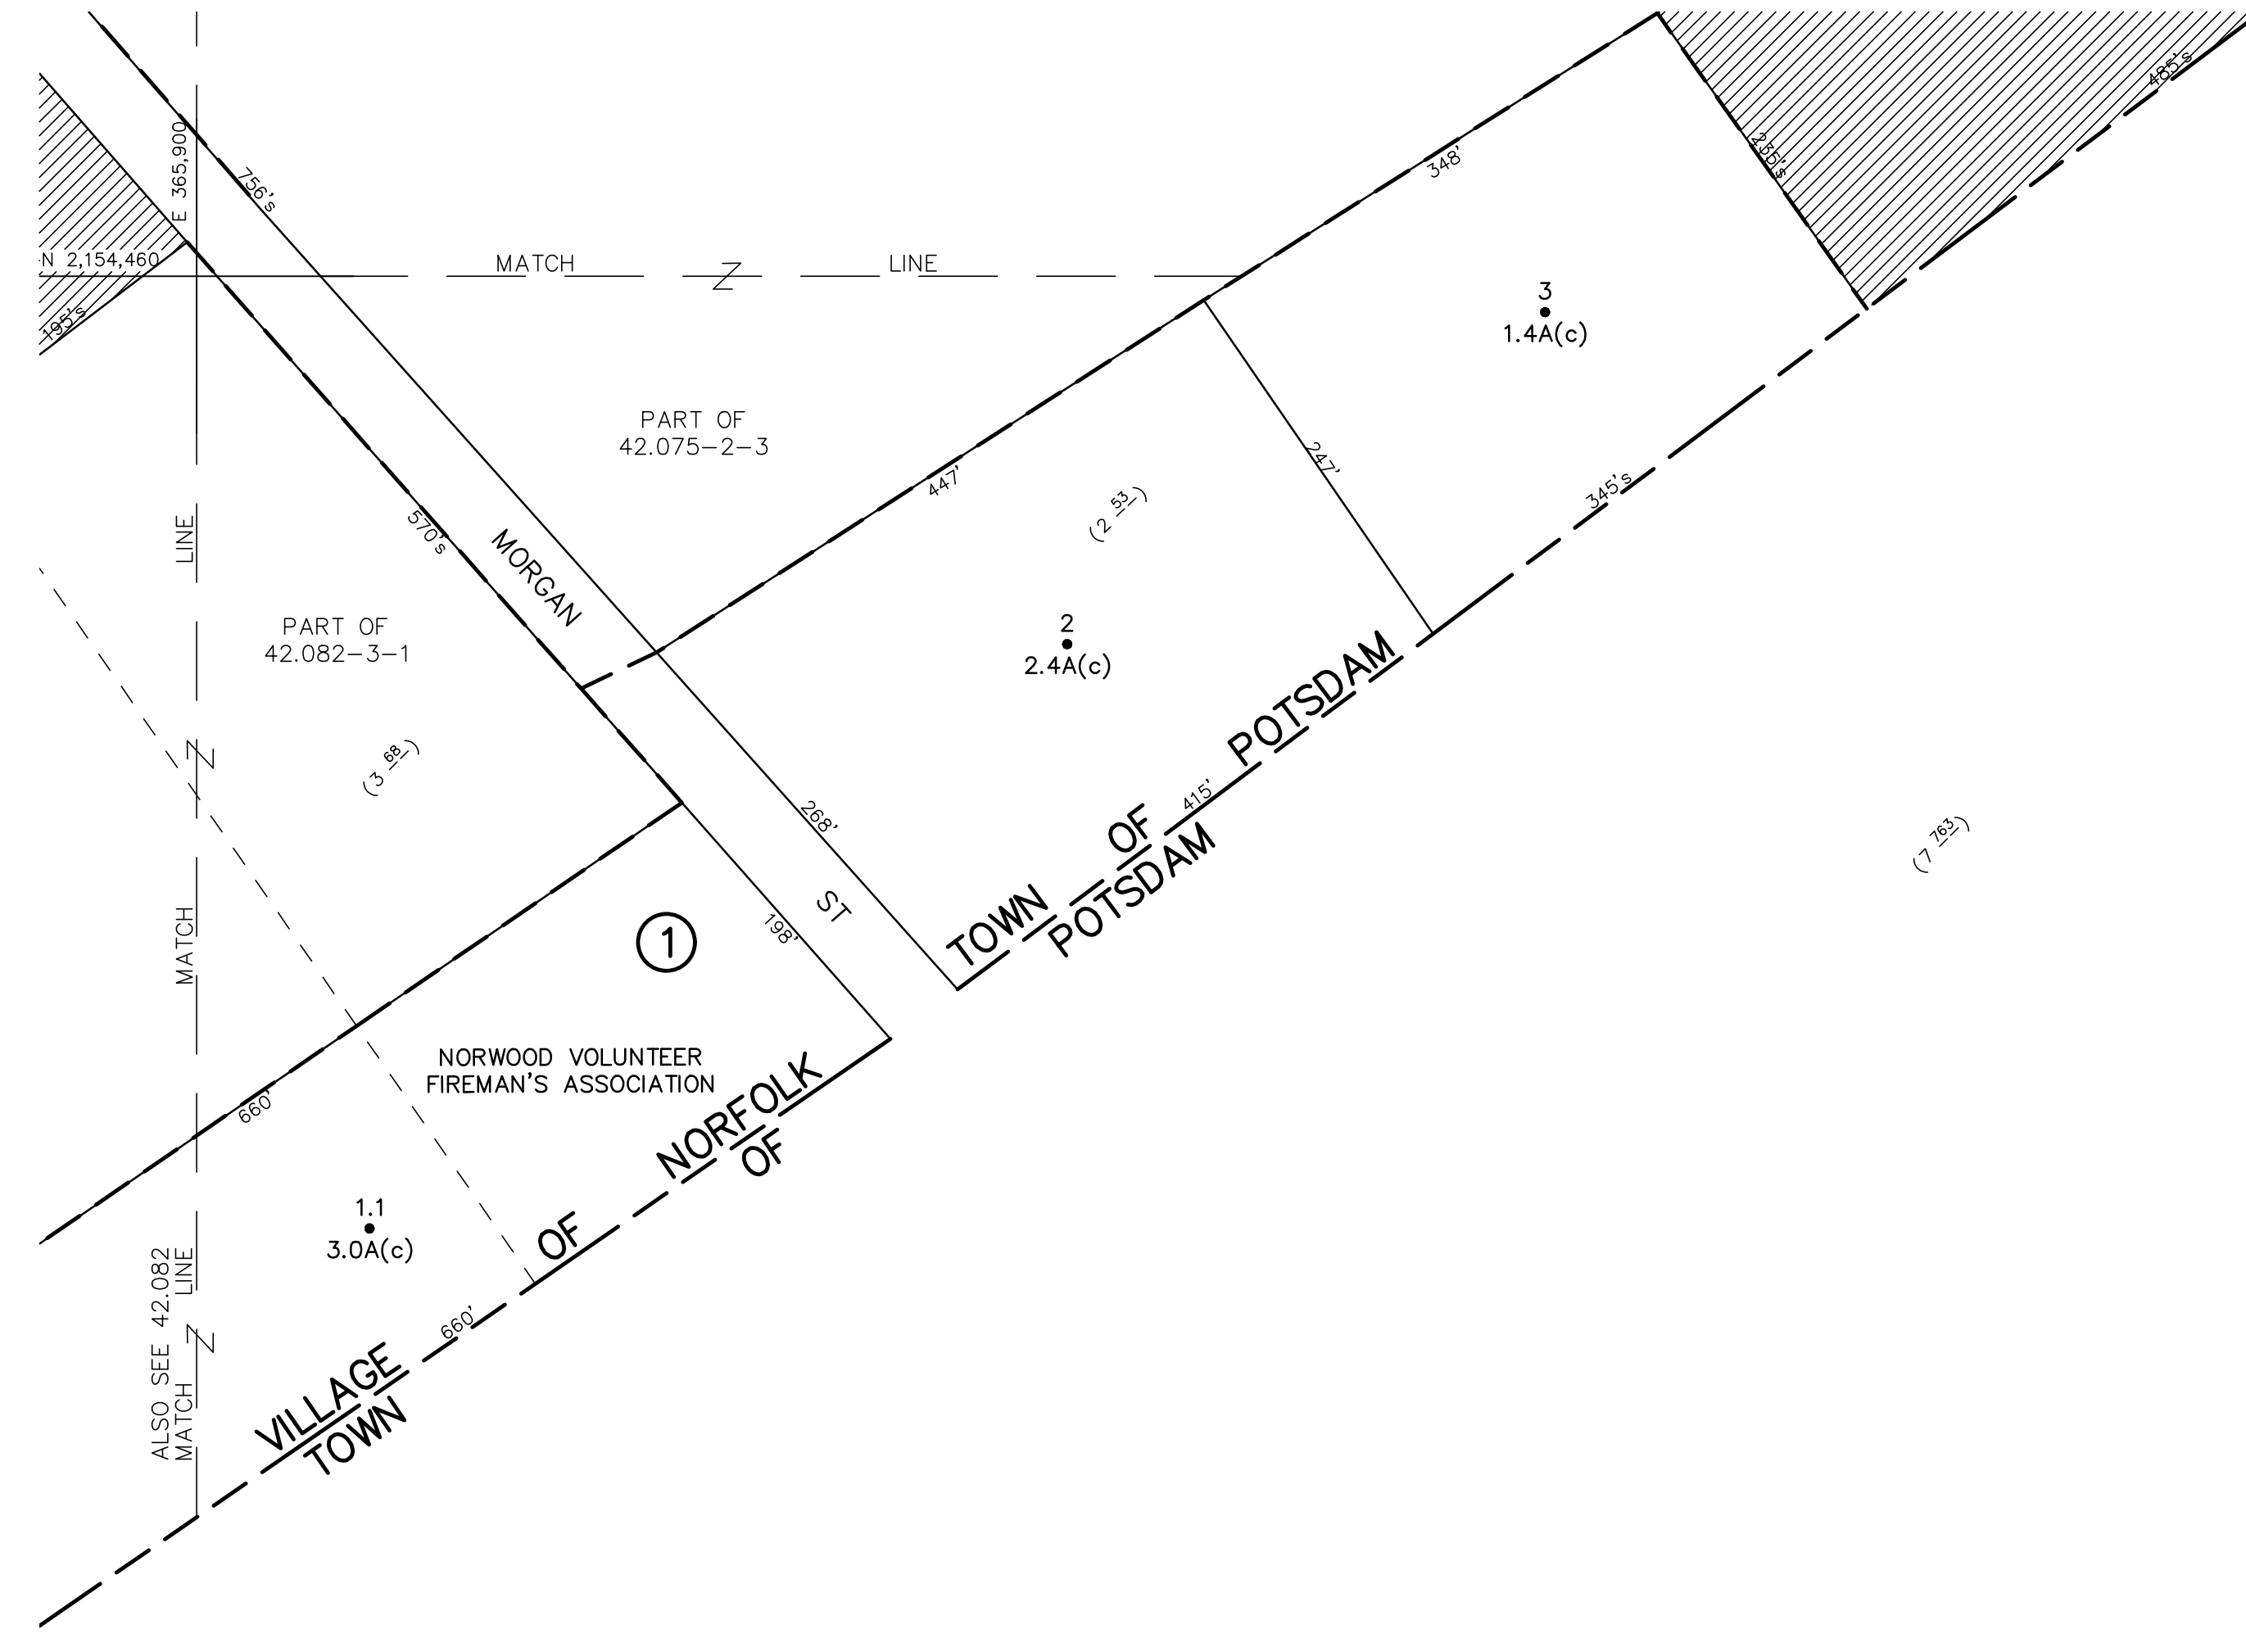 485's
235's
E 365,900
756's
348'
N 2,154,460
MATCH
LINE
3
1.4A(c)
195's
PART OF
42.075-2-3
447'
247'
(2 53)
345's
570's
LINE
MORGAN
PART OF
42.082-3-1
2
2.4A(c)
(3 68)
268'
TOWN OF POTSDAM
415'
POTSDAM
(7 763)
ST
198'
1
MATCH
NORWOOD VOLUNTEER
FIREMAN'S ASSOCIATION
660'
VILLAGE OF NORFOLK
TOWN OF
1.1
3.0A(c)
660'
ALSO SEE 42.082
MATCH LINE